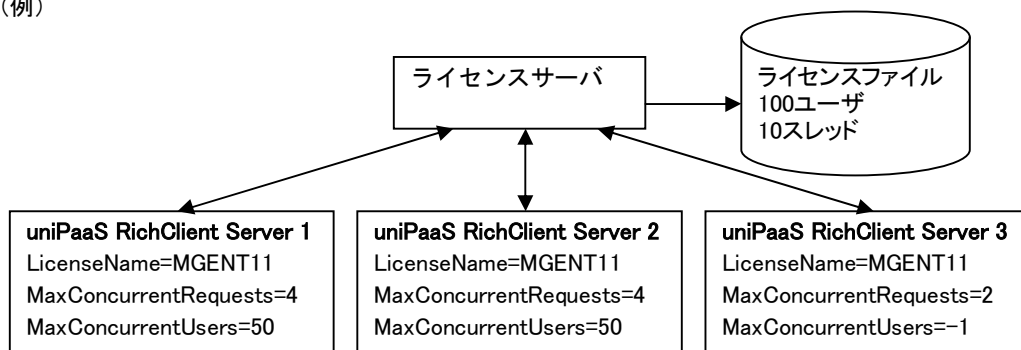 （例）
ライセンスサーバ
ライセンスファイル
100ユーザ
10スレッド
uniPaaS RichClient Server 1
LicenseName=MGENT11
MaxConcurrentRequests=4
MaxConcurrentUsers=50
uniPaaS RichClient Server 2
LicenseName=MGENT11
MaxConcurrentRequests=4
MaxConcurrentUsers=50
uniPaaS RichClient Server 3
LicenseName=MGENT11
MaxConcurrentRequests=2
MaxConcurrentUsers=-1